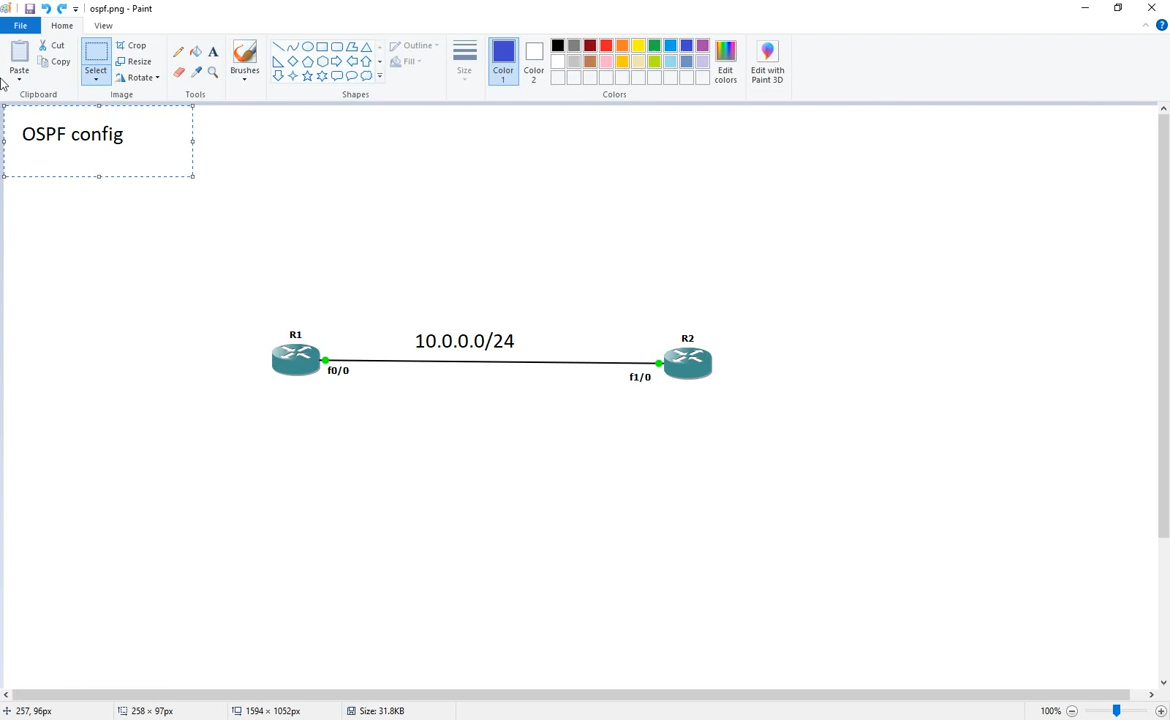 ospf.png - Paint
File Home View
Paste
Cut
Copy
Clipboard
Select
Crop
Resize
Rotate
Image
A
Tools
Brushes
Outline
Fill
Shapes
Size
Color 1
Color 2
Edit colors
Colors
Edit with Paint 3D
OSPF config
R1
10.0.0.0/24
R2
f0/0
f1/0
257, 96px
258 × 97px
1594 × 1052px
Size: 31.8KB
100%